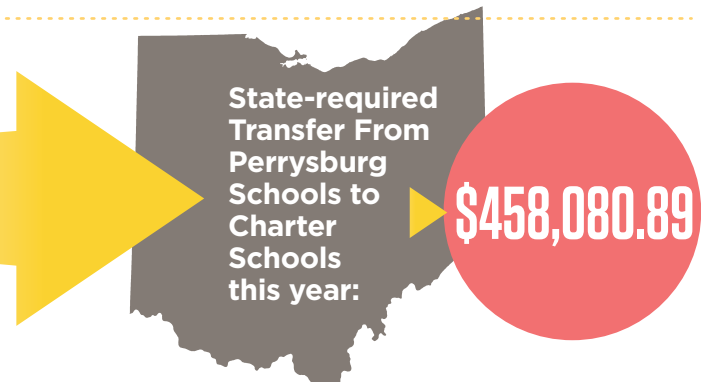 State-required
Transfer From
Perrysburg
Schools to
Charter
Schools
this year:
$458,080.89